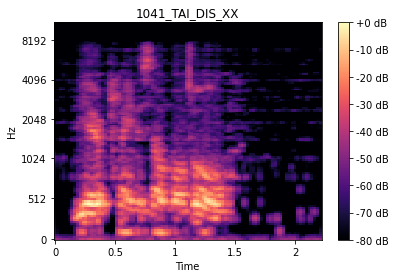 1041_TAI_DIS_XX
+0 dB
8192
-10 dB
4096
-20 dB
-30 dB
2048
Hz
-40 dB
1024
-50 dB
512
-60 dB
-70 dB
0
-80 dB
0 0.5 1 1.5 2
Time